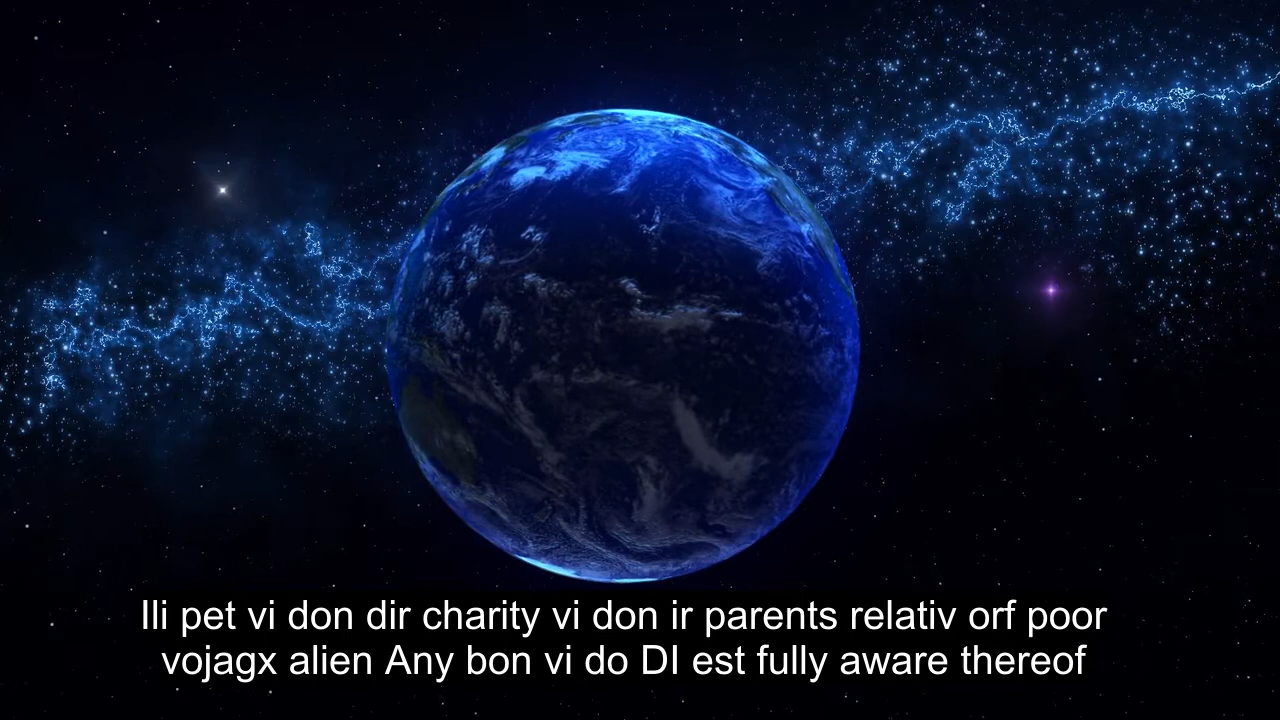 Ili pet vi don dir charity vi don ir parents relativ orf poor
vojagx alien Any bon vi do DI est fully aware thereof